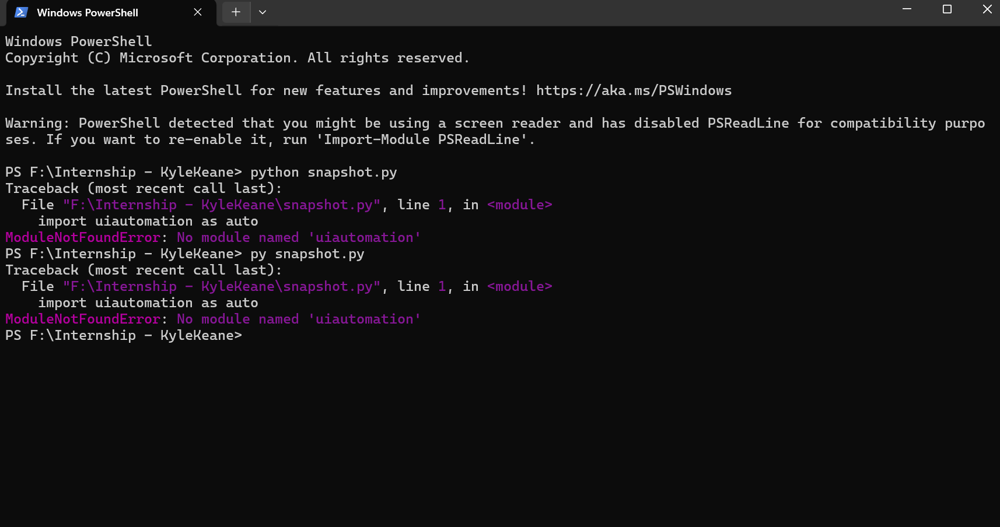 Windows PowerShell
Windows PowerShell
Copyright (C) Microsoft Corporation. All rights reserved.
Install the latest PowerShell for new features and improvements! https://aka.ms/PSWindows
Warning: PowerShell detected that you might be using a screen reader and has disabled PSReadLine for compatibility purpo
ses. If you want to re-enable it, run 'Import-Module PSReadLine'.
PS F:\Internship - KyleKeane> python snapshot.py
Traceback (most recent call last):
  File "F:\Internship - KyleKeane\snapshot.py", line 1, in <module>
    import uiautomation as auto
ModuleNotFoundError: No module named 'uiautomation'
PS F:\Internship - KyleKeane> py snapshot.py
Traceback (most recent call last):
  File "F:\Internship - KyleKeane\snapshot.py", line 1, in <module>
    import uiautomation as auto
ModuleNotFoundError: No module named 'uiautomation'
PS F:\Internship - KyleKeane>